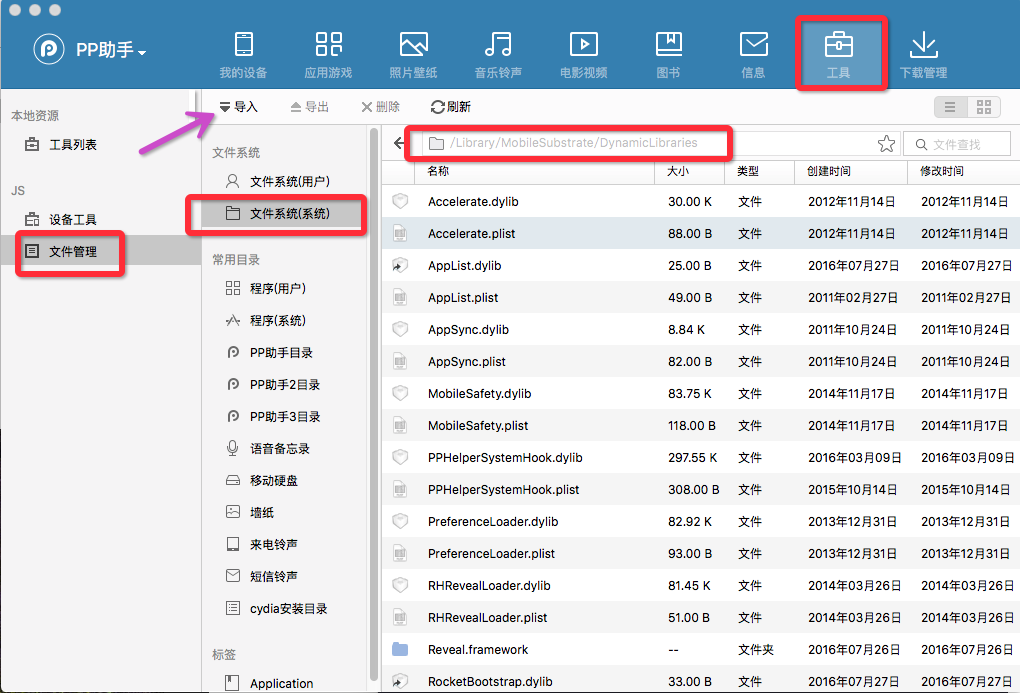 PP助手
我的设备 应用游戏 照片壁纸 音乐铃声 电影视频 图书 信息 工具 下载管理
导入 导出 删除 刷新
本地资源
工具列表
JS
设备工具
文件管理
文件系统
文件系统(用户)
文件系统(系统)
常用目录
程序(用户)
程序(系统)
PP助手目录
PP助手2目录
PP助手3目录
语音备忘录
移动硬盘
墙纸
来电铃声
短信铃声
cydia安装目录
标签
Application
/Library/MobileSubstrate/DynamicLibraries 文件查找
名称 大小 类型 创建时间 修改时间
Accelerate.dylib 30.00 K 文件 2012年11月14日 2012年11月14日
Accelerate.plist 88.00 B 文件 2012年11月14日 2012年11月14日
AppList.dylib 25.00 B 文件 2016年07月27日 2016年07月27日
AppList.plist 49.00 B 文件 2011年02月27日 2011年02月27日
AppSync.dylib 8.84 K 文件 2011年10月24日 2011年10月24日
AppSync.plist 82.00 B 文件 2011年10月24日 2011年10月24日
MobileSafety.dylib 83.75 K 文件 2014年11月17日 2014年11月17日
MobileSafety.plist 118.00 B 文件 2014年11月17日 2014年11月17日
PPHelperSystemHook.dylib 297.55 K 文件 2016年03月09日 2016年03月09日
PPHelperSystemHook.plist 308.00 B 文件 2015年10月14日 2015年10月14日
PreferenceLoader.dylib 82.92 K 文件 2013年12月31日 2013年12月31日
PreferenceLoader.plist 93.00 B 文件 2013年12月31日 2013年12月31日
RHRevealLoader.dylib 81.45 K 文件 2014年03月26日 2014年03月26日
RHRevealLoader.plist 51.00 B 文件 2014年03月26日 2014年03月26日
Reveal.framework -- 文件夹 2016年07月26日 2016年07月26日
RocketBootstrap.dylib 33.00 B 文件 2016年07月27日 2016年07月27日